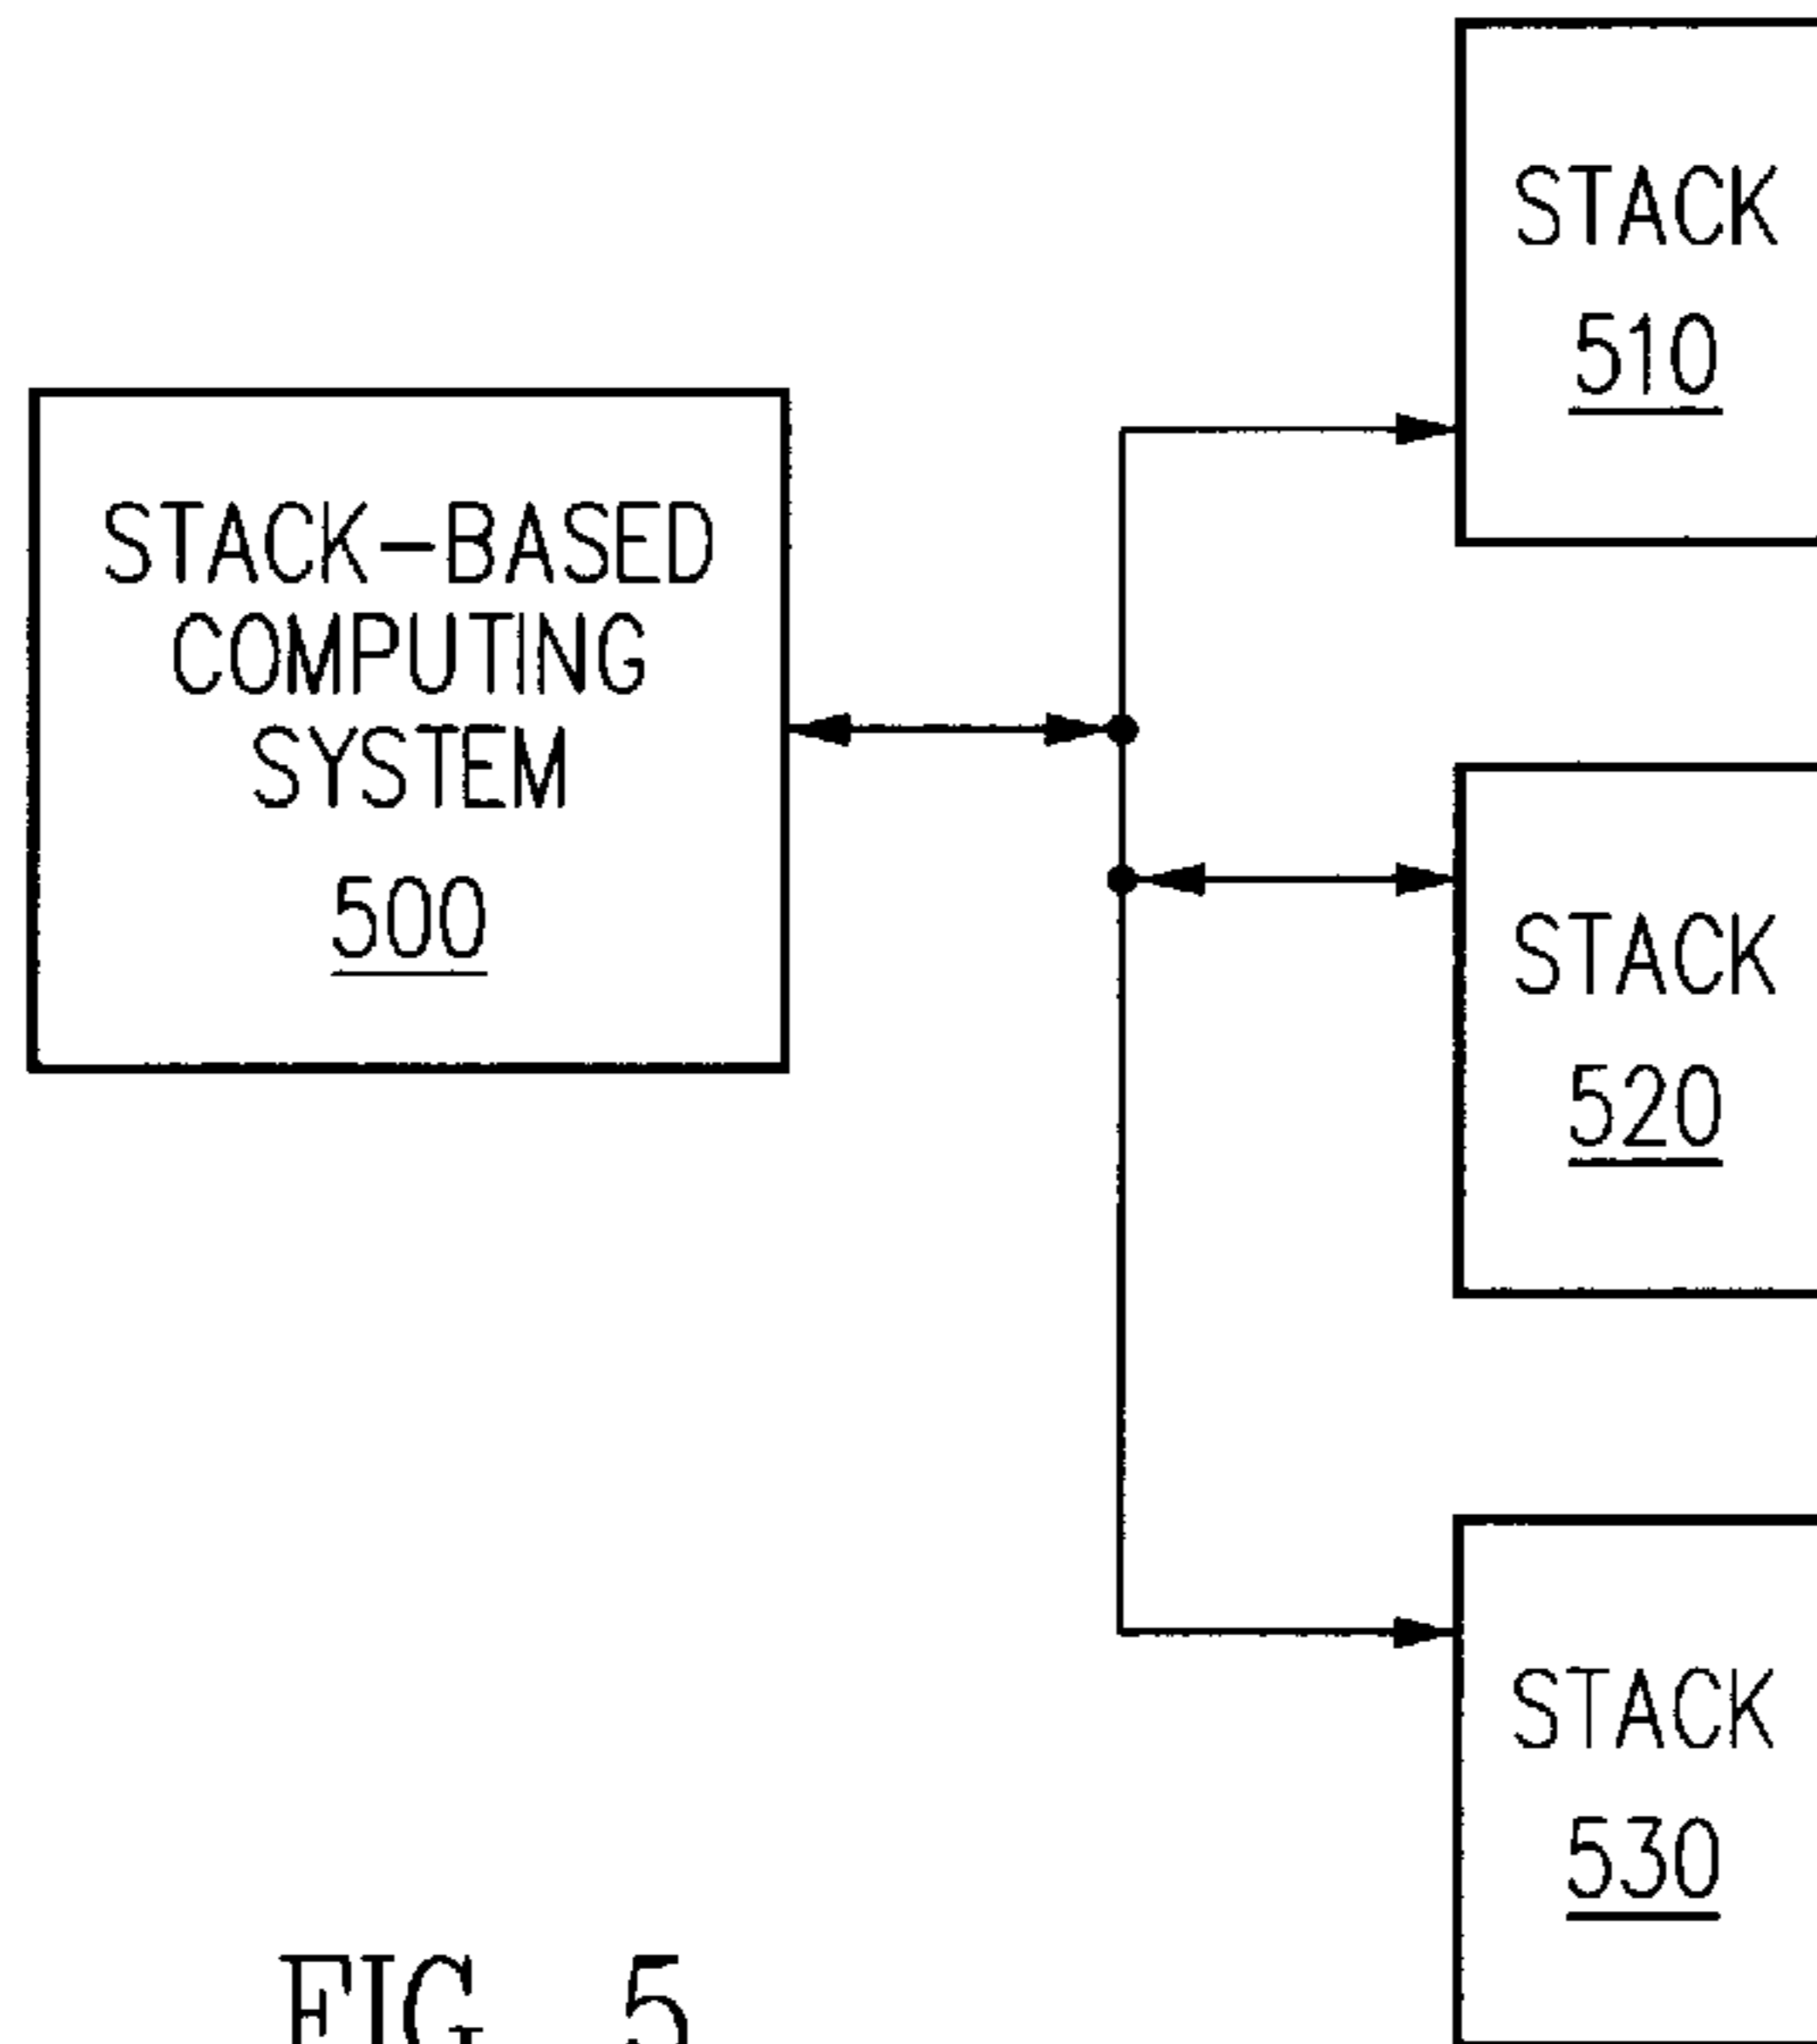 STACK
510
STACK-BASED
COMPUTING
SYSTEM
500
STACK
520
STACK
530
FIG. 5